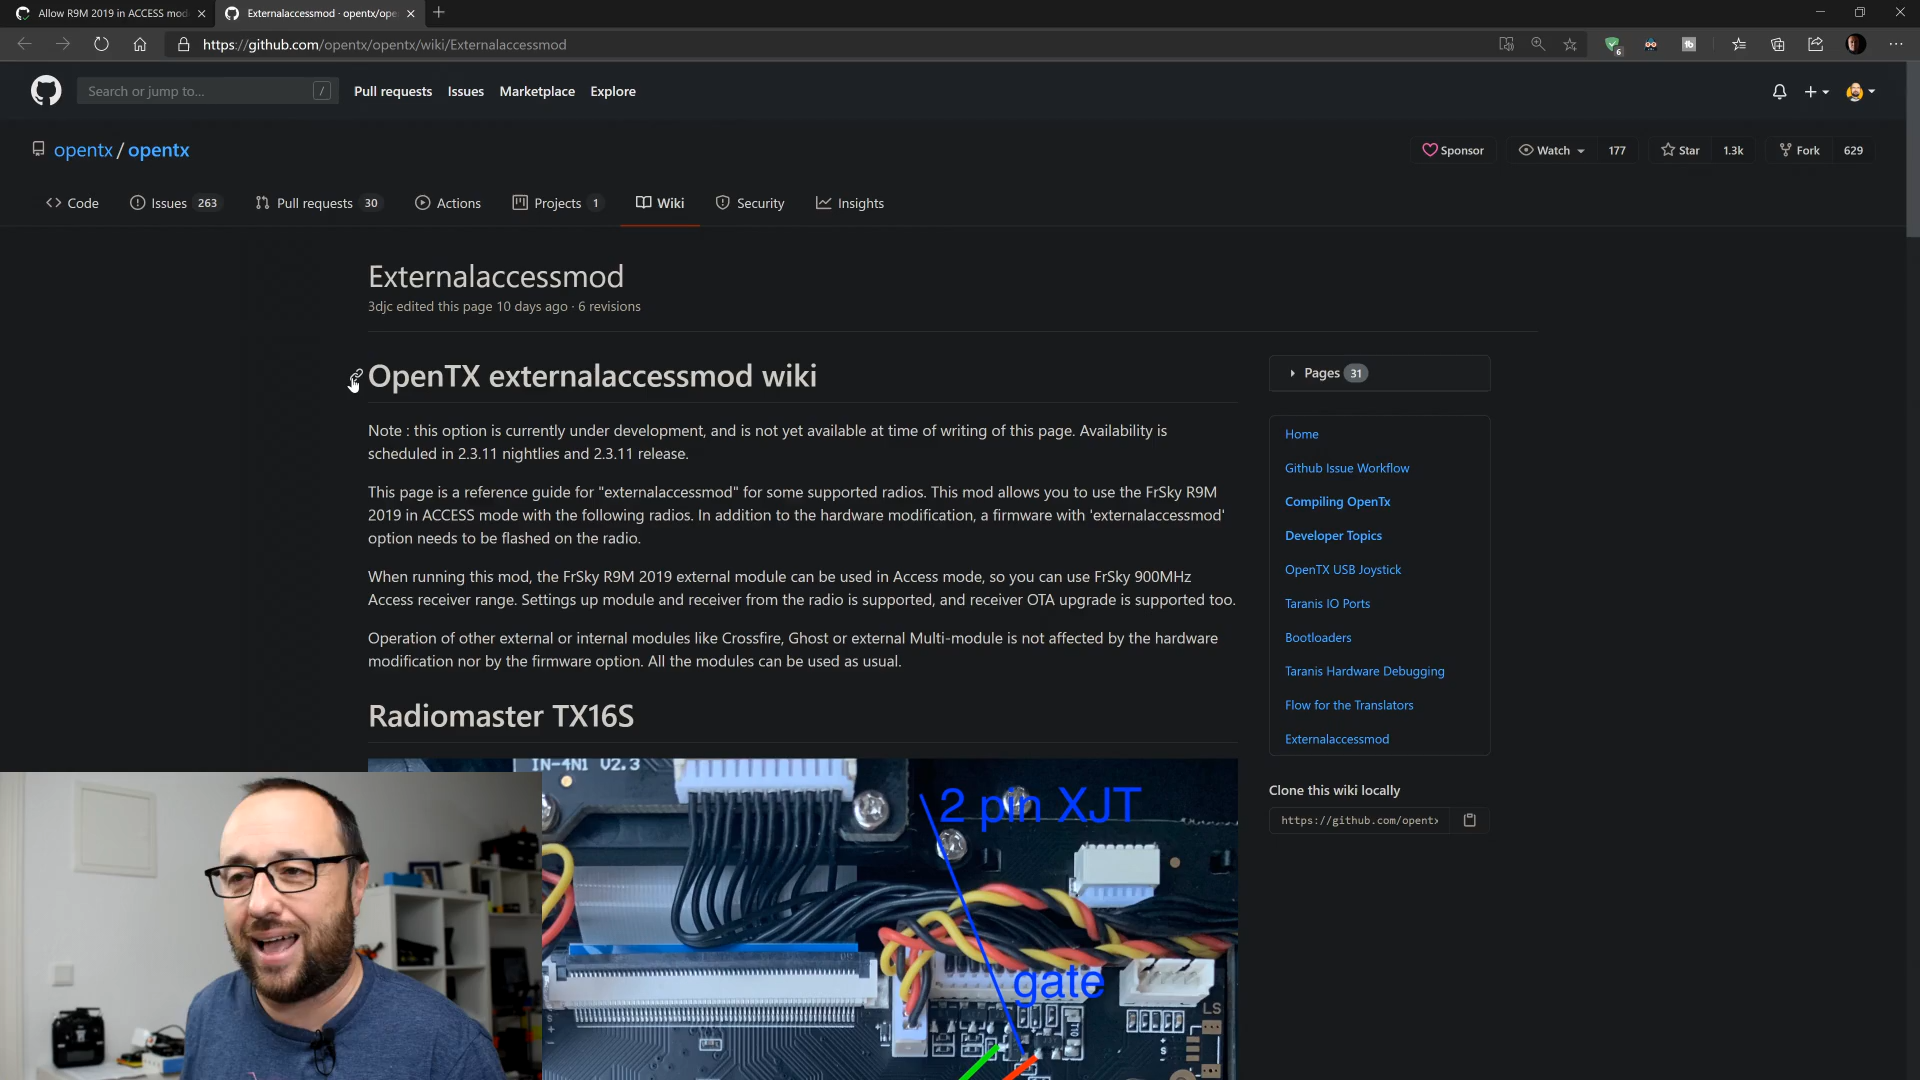 Allow R9M 2019 in ACCESS mod
Externalaccessmod · opentx/ope
https://github.com/opentx/opentx/wiki/Externalaccessmod
6
Search or jump to...
/
Pull requests
Issues
Marketplace
Explore
opentx / opentx
Sponsor
Watch
177
Star
1.3k
Fork
629
Code
Issues 263
Pull requests 30
Actions
Projects 1
Wiki
Security
Insights
Externalaccessmod
3djc edited this page 10 days ago · 6 revisions
OpenTX externalaccessmod wiki
Note : this option is currently under development, and is not yet available at time of writing of this page. Availability is
scheduled in 2.3.11 nightlies and 2.3.11 release.
This page is a reference guide for "externalaccessmod" for some supported radios. This mod allows you to use the FrSky R9M
2019 in ACCESS mode with the following radios. In addition to the hardware modification, a firmware with 'externalaccessmod'
option needs to be flashed on the radio.
When running this mod, the FrSky R9M 2019 external module can be used in Access mode, so you can use FrSky 900MHz
Access receiver range. Settings up module and receiver from the radio is supported, and receiver OTA upgrade is supported too.
Operation of other external or internal modules like Crossfire, Ghost or external Multi-module is not affected by the hardware
modification nor by the firmware option. All the modules can be used as usual.
Radiomaster TX16S
Pages 31
Home
Github Issue Workflow
Compiling OpenTx
Developer Topics
OpenTX USB Joystick
Taranis IO Ports
Bootloaders
Taranis Hardware Debugging
Flow for the Translators
Externalaccessmod
Clone this wiki locally
https://github.com/opent
IN-4N1 V2.3
2 pin XJT
gate
LS